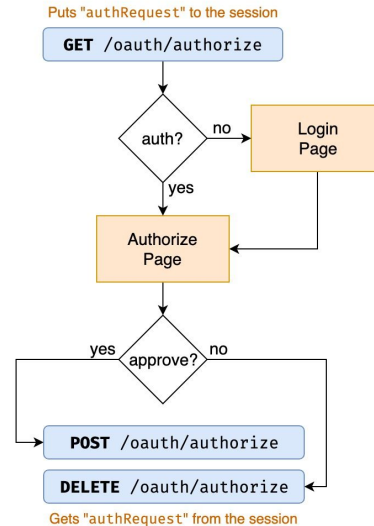 Puts "authRequest" to the session
GET /oauth/authorize
auth?
no
Login
Page
yes
Authorize
Page
yes
approve?
no
POST /oauth/authorize
DELETE /oauth/authorize
Gets "authRequest" from the session